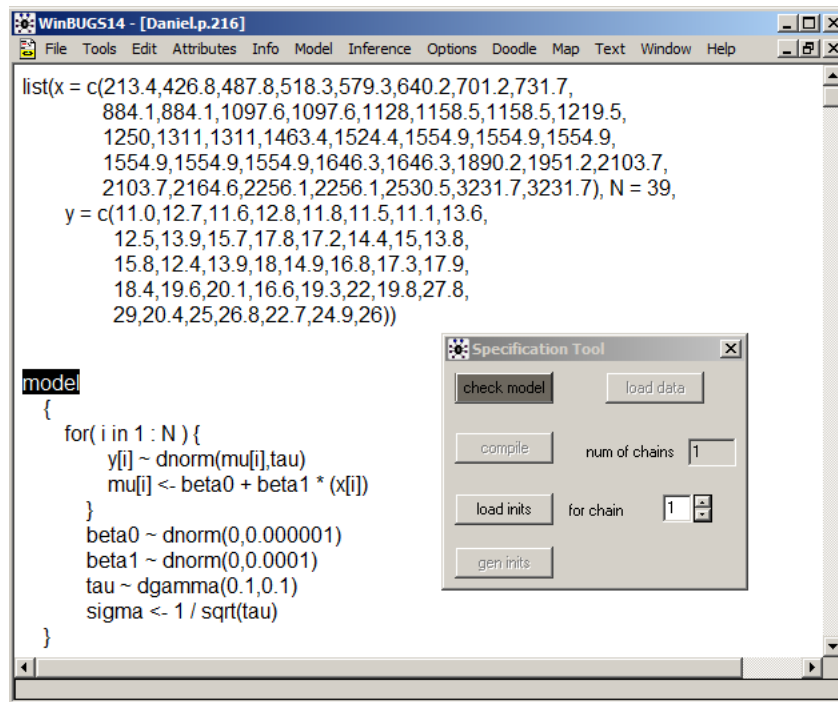 WinBUGS14 - [Daniel.p.216]
File Tools Edit Attributes Info Model Inference Options Doodle Map Text Window Help
list(x = c(213.4,426.8,487.8,518.3,579.3,640.2,701.2,731.7,
884.1,884.1,1097.6,1097.6,1128,1158.5,1158.5,1219.5,
1250,1311,1311,1463.4,1524.4,1554.9,1554.9,1554.9,
1554.9,1554.9,1554.9,1646.3,1646.3,1890.2,1951.2,2103.7,
2103.7,2164.6,2256.1,2256.1,2530.5,3231.7,3231.7), N = 39,
y = c(11.0,12.7,11.6,12.8,11.8,11.5,11.1,13.6,
12.5,13.9,15.7,17.8,17.2,14.4,15,13.8,
15.8,12.4,13.9,18,14.9,16.8,17.3,17.9,
18.4,19.6,20.1,16.6,19.3,22,19.8,27.8,
29,20.4,25,26.8,22.7,24.9,26))
model
{
for( i in 1 : N ) {
y[i] ~ dnorm(mu[i],tau)
mu[i] <- beta0 + beta1 * (x[i])
}
beta0 ~ dnorm(0,0.000001)
beta1 ~ dnorm(0,0.0001)
tau ~ dgamma(0.1,0.1)
sigma <- 1 / sqrt(tau)
}
Specification Tool
check model load data
compile num of chains 1
load inits for chain 1
gen inits